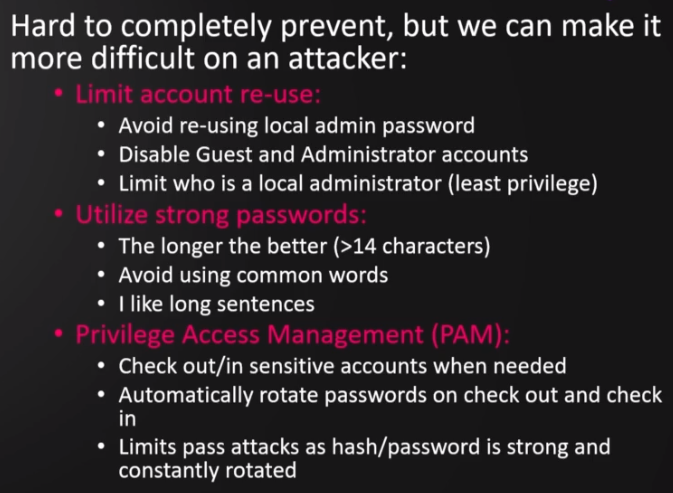 Hard to completely prevent, but we can make it
more difficult on an attacker:
• Limit account re-use:
• Avoid re-using local admin password
• Disable Guest and Administrator accounts
• Limit who is a local administrator (least privilege)
• Utilize strong passwords:
• The longer the better (>14 characters)
• Avoid using common words
• I like long sentences
• Privilege Access Management (PAM):
• Check out/in sensitive accounts when needed
• Automatically rotate passwords on check out and check
in
• Limits pass attacks as hash/password is strong and
constantly rotated